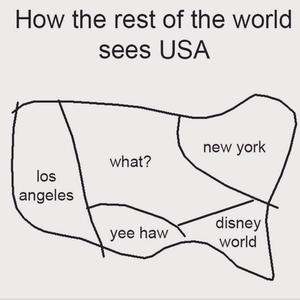 How the rest of the world
sees USA
new york
what?
los
angeles
disney
world
yee haw